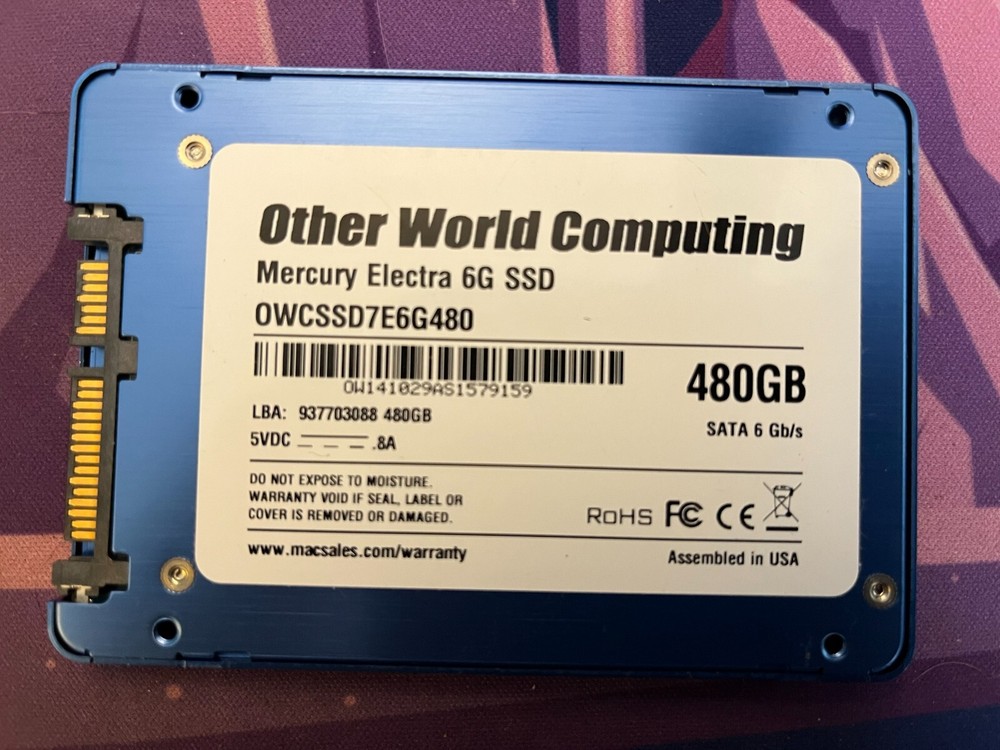 Other World Computing
Mercury Electra 6G SSD
OWCSSD7E6G480
OW141029AS1579159
480GB
LBA: 937703088 480GB
SATA 6 Gb/s
5VDC .8A
DO NOT EXPOSE TO MOISTURE.
WARRANTY VOID IF SEAL, LABEL OR
COVER IS REMOVED OR DAMAGED.
RoHS FC CE
www.macsales.com/warranty
Assembled in USA